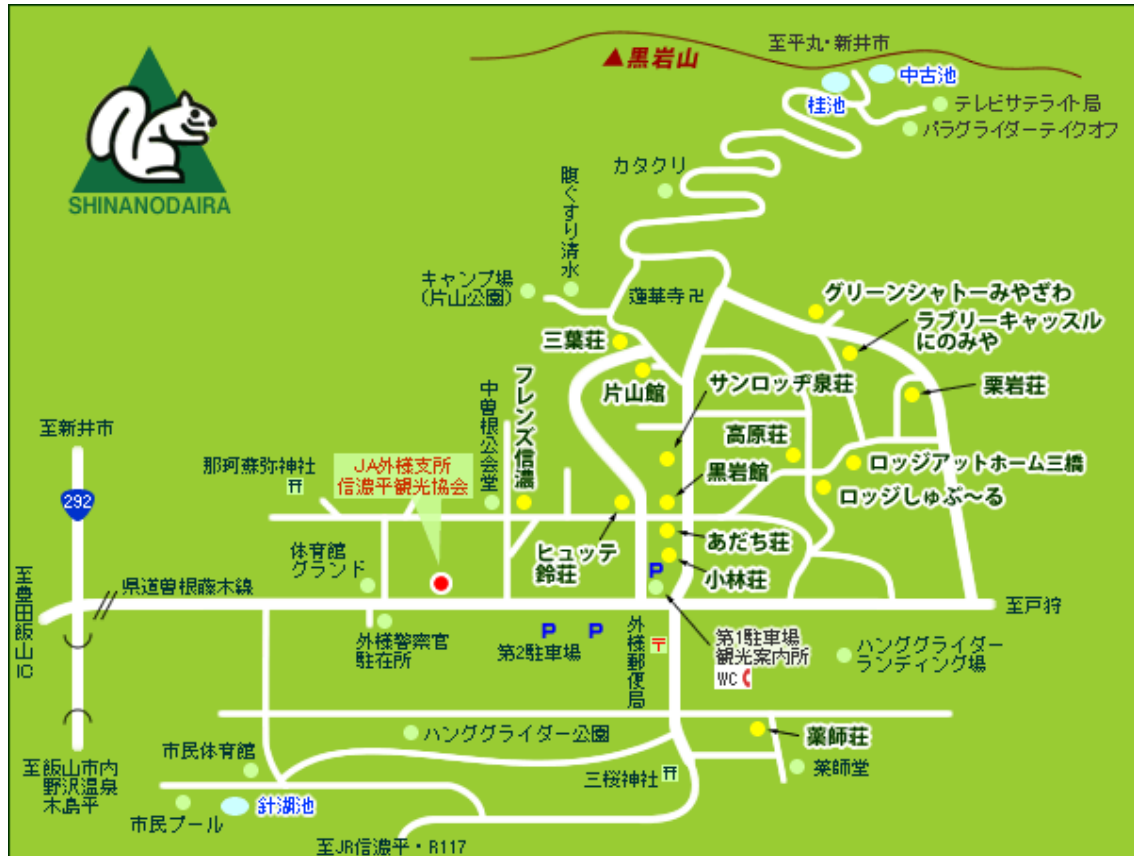 至平丸・新井市
▲黒岩山
中古池
桂池
テレビサテライト局
パラグライダーテイクオフ
SHINANODAIRA
カタクリ
腹ぐすり清水
キャンプ場
(片山公園)
蓮華寺卍
グリーンシャトーみやざわ
ラブリーキャッスル
にのみや
三葉荘
片山館
サンロッヂ泉荘
栗岩荘
フレンズ信濃
中曽根公会堂
至新井市
高原荘
那珂蘇弥神社
JA外様支所
信濃平観光協会
ロッジアットホーム三橋
黒岩館
ロッジしゅぷ～る
292
ヒュッテ
鈴荘
あだち荘
体育館
グランド
小林荘
P
至豊田飯山IC
県道曽根藤木線
至戸狩
外様警察官
駐在所
P
P
第2駐車場
外様郵便局
〒
第1駐車場
観光案内所
WC
ハンググライダー
ランディング場
ハンググライダー公園
薬師荘
市民体育館
三桜神社
薬師堂
至飯山市内
野沢温泉
木島平
針湖池
市民プール
至JR信濃平・R117